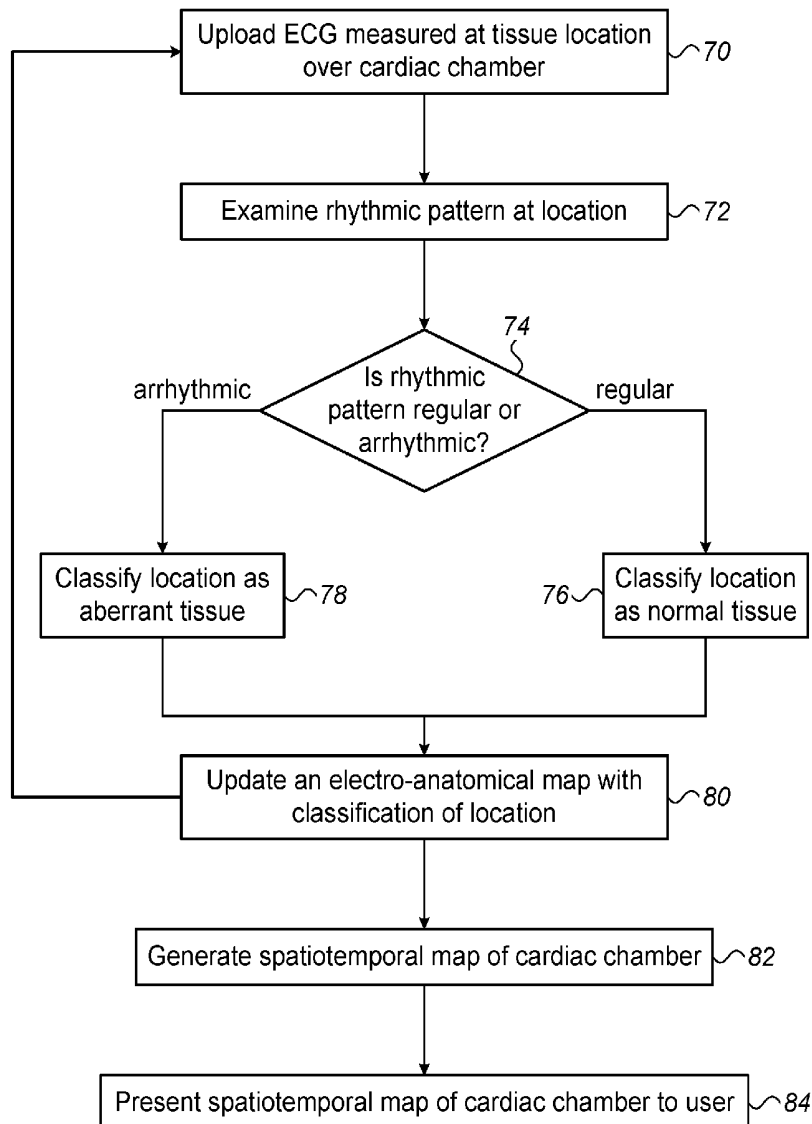 Upload ECG measured at tissue location
over cardiac chamber
70
Examine rhythmic pattern at location
72
74
Is rhythmic
pattern regular or
arrhythmic?
arrhythmic
regular
Classify location as
aberrant tissue
78
76
Classify location
as normal tissue
Update an electro-anatomical map with
classification of location
80
Generate spatiotemporal map of cardiac chamber
82
Present spatiotemporal map of cardiac chamber to user
84